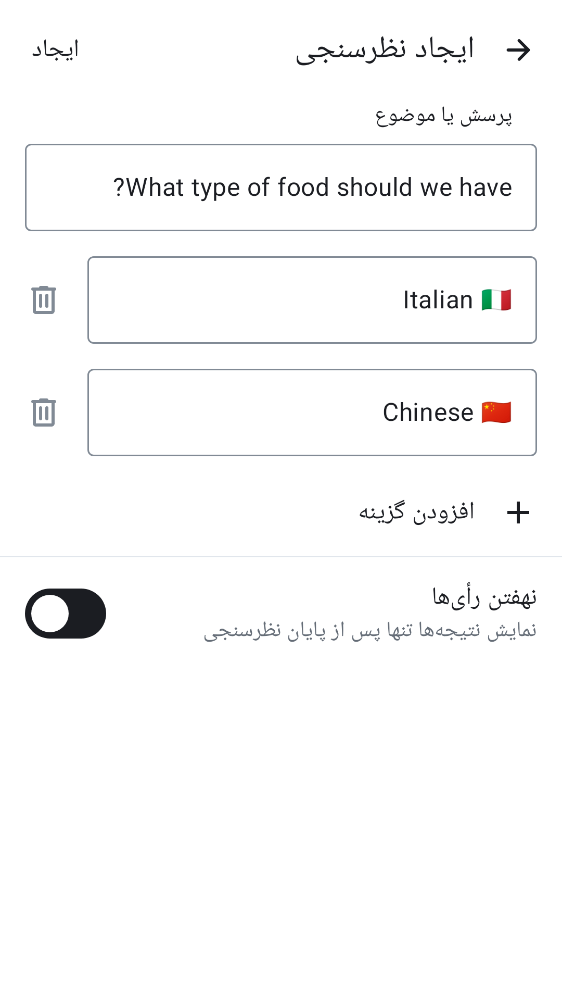 ایجاد نظرسنجی
ایجاد
پرسش یا موضوع
What type of food should we have?
🇮🇹 Italian
🇨🇳 Chinese
افزودن گزینه
نهفتن رأی‌ها
نمایش نتیجه‌ها تنها پس از پایان نظرسنجی